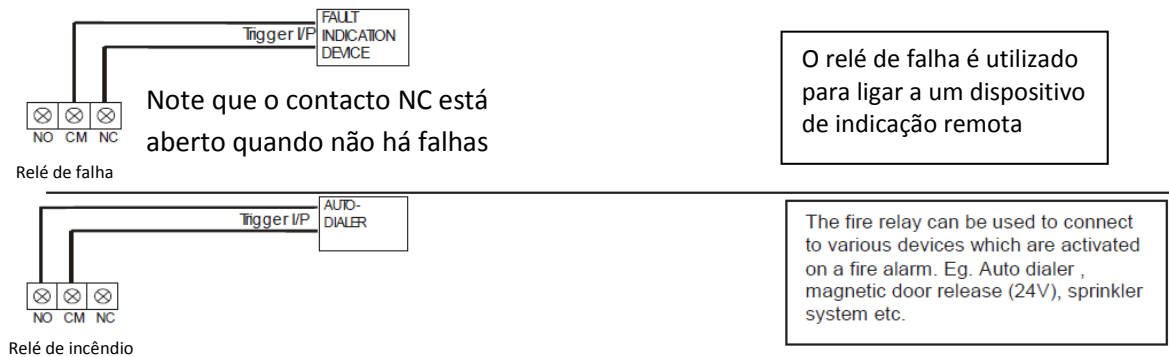 FAULT
INDICATION
DEVICE
Trigger I/P
NO CM NC
Relé de falha
Note que o contacto NC está
aberto quando não há falhas
O relé de falha é utilizado
para ligar a um dispositivo
de indicação remota
AUTO-
DIALER
Trigger I/P
NO CM NC
Relé de incêndio
The fire relay can be used to connect
to various devices which are activated
on a fire alarm. Eg. Auto dialer ,
magnetic door release (24V), sprinkler
system etc.